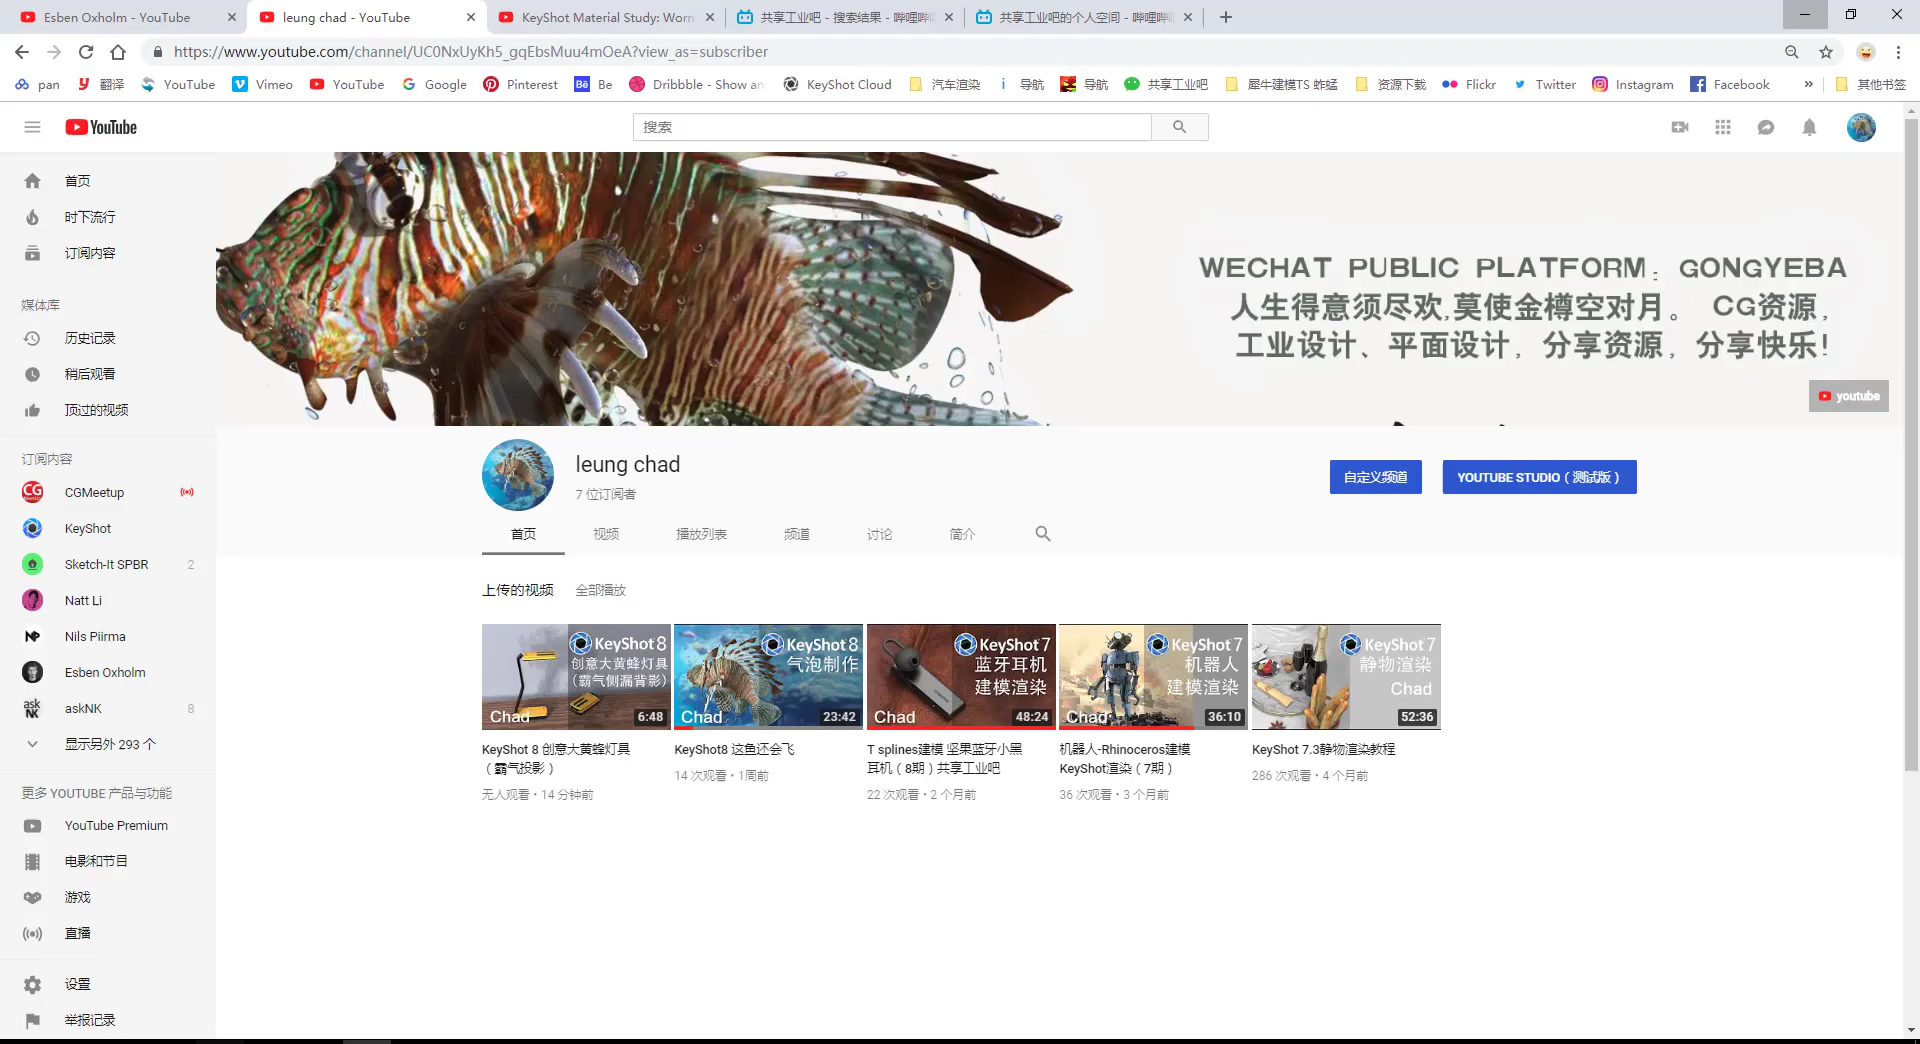 Esben Oxholm - YouTube
leung chad - YouTube
KeyShot Material Study: Worn
共享工业吧 - 搜索结果 - 哔哩哔哩
共享工业吧的个人空间 - 哔哩哔哩
https://www.youtube.com/channel/UC0NxUyKh5_gqEbsMuu4mOeA?view_as=subscriber
pan 翻译 YouTube Vimeo YouTube Google Pinterest Be Dribbble - Show an KeyShot Cloud 汽车渲染 导航 导航 共享工业吧 犀牛建模TS 蚱蜢 资源下载 Flickr Twitter Instagram Facebook » 其他书签
YouTube
搜索
首页
时下流行
订阅内容
媒体库
历史记录
稍后观看
顶过的视频
订阅内容
CGMeetup
KeyShot
Sketch-It SPBR 2
Natt Li
Nils Piirma
Esben Oxholm
askNK 8
显示另外 293 个
更多 YOUTUBE 产品与功能
YouTube Premium
电影和节目
游戏
直播
设置
举报记录
WECHAT PUBLIC PLATFORM: GONGYEBA
人生得意须尽欢,莫使金樽空对月。 CG资源,
工业设计、平面设计, 分享资源, 分享快乐!
youtube
leung chad
7 位订阅者
自定义频道
YOUTUBE STUDIO ( 测试版 )
首页 视频 播放列表 频道 讨论 简介
上传的视频 全部播放
KeyShot 8
创意大黄蜂灯具
(霸气侧漏背影)
Chad 6:48
KeyShot 8 创意大黄蜂灯具
( 霸气投影 )
无人观看 • 14 分钟前
KeyShot 8
气泡制作
Chad 23:42
KeyShot8 这鱼还会飞
14 次观看 • 1周前
KeyShot 7
蓝牙耳机
建模渲染
Chad 48:24
T splines建模 坚果蓝牙小黑
耳机 ( 8期 ) 共享工业吧
22 次观看 • 2 个月前
KeyShot 7
机器人
建模渲染
Chad 36:10
机器人-Rhinoceros建模
KeyShot渲染 ( 7期 )
36 次观看 • 3 个月前
KeyShot 7
静物渲染
Chad
52:36
KeyShot 7.3静物渲染教程
286 次观看 • 4 个月前